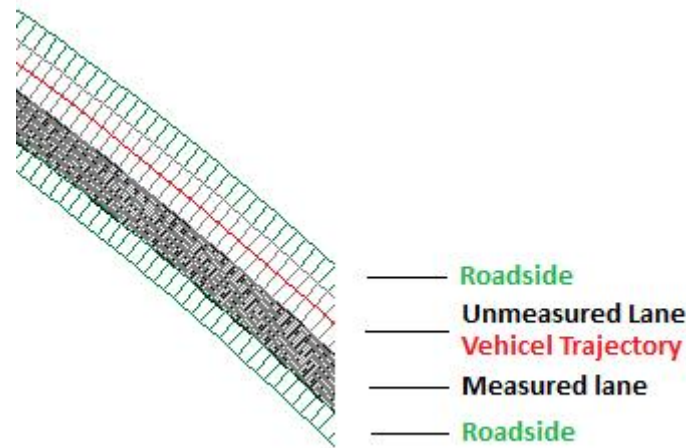 Roadside
Unmeasured Lane
Vehicel Trajectory
Measured lane
Roadside